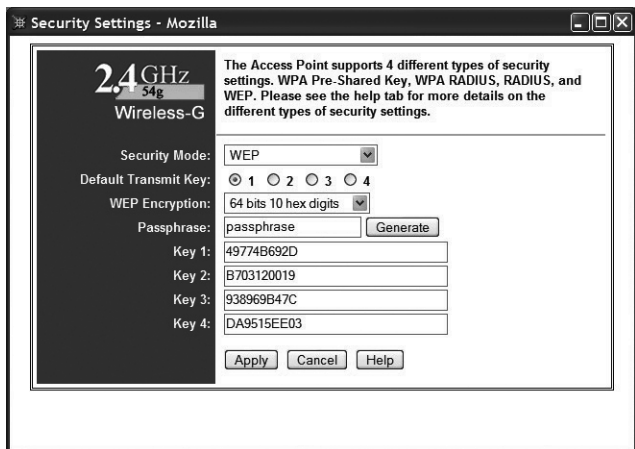 Security Settings - Mozilla
2.4 GHz
54g
Wireless-G
The Access Point supports 4 different types of security
settings. WPA Pre-Shared Key, WPA RADIUS, RADIUS, and
WEP. Please see the help tab for more details on the
different types of security settings.
Security Mode: WEP
Default Transmit Key: 1 2 3 4
WEP Encryption: 64 bits 10 hex digits
Passphrase: passphrase Generate
Key 1: 49774B692D
Key 2: B703120019
Key 3: 938969B47C
Key 4: DA9515EE03
Apply Cancel Help